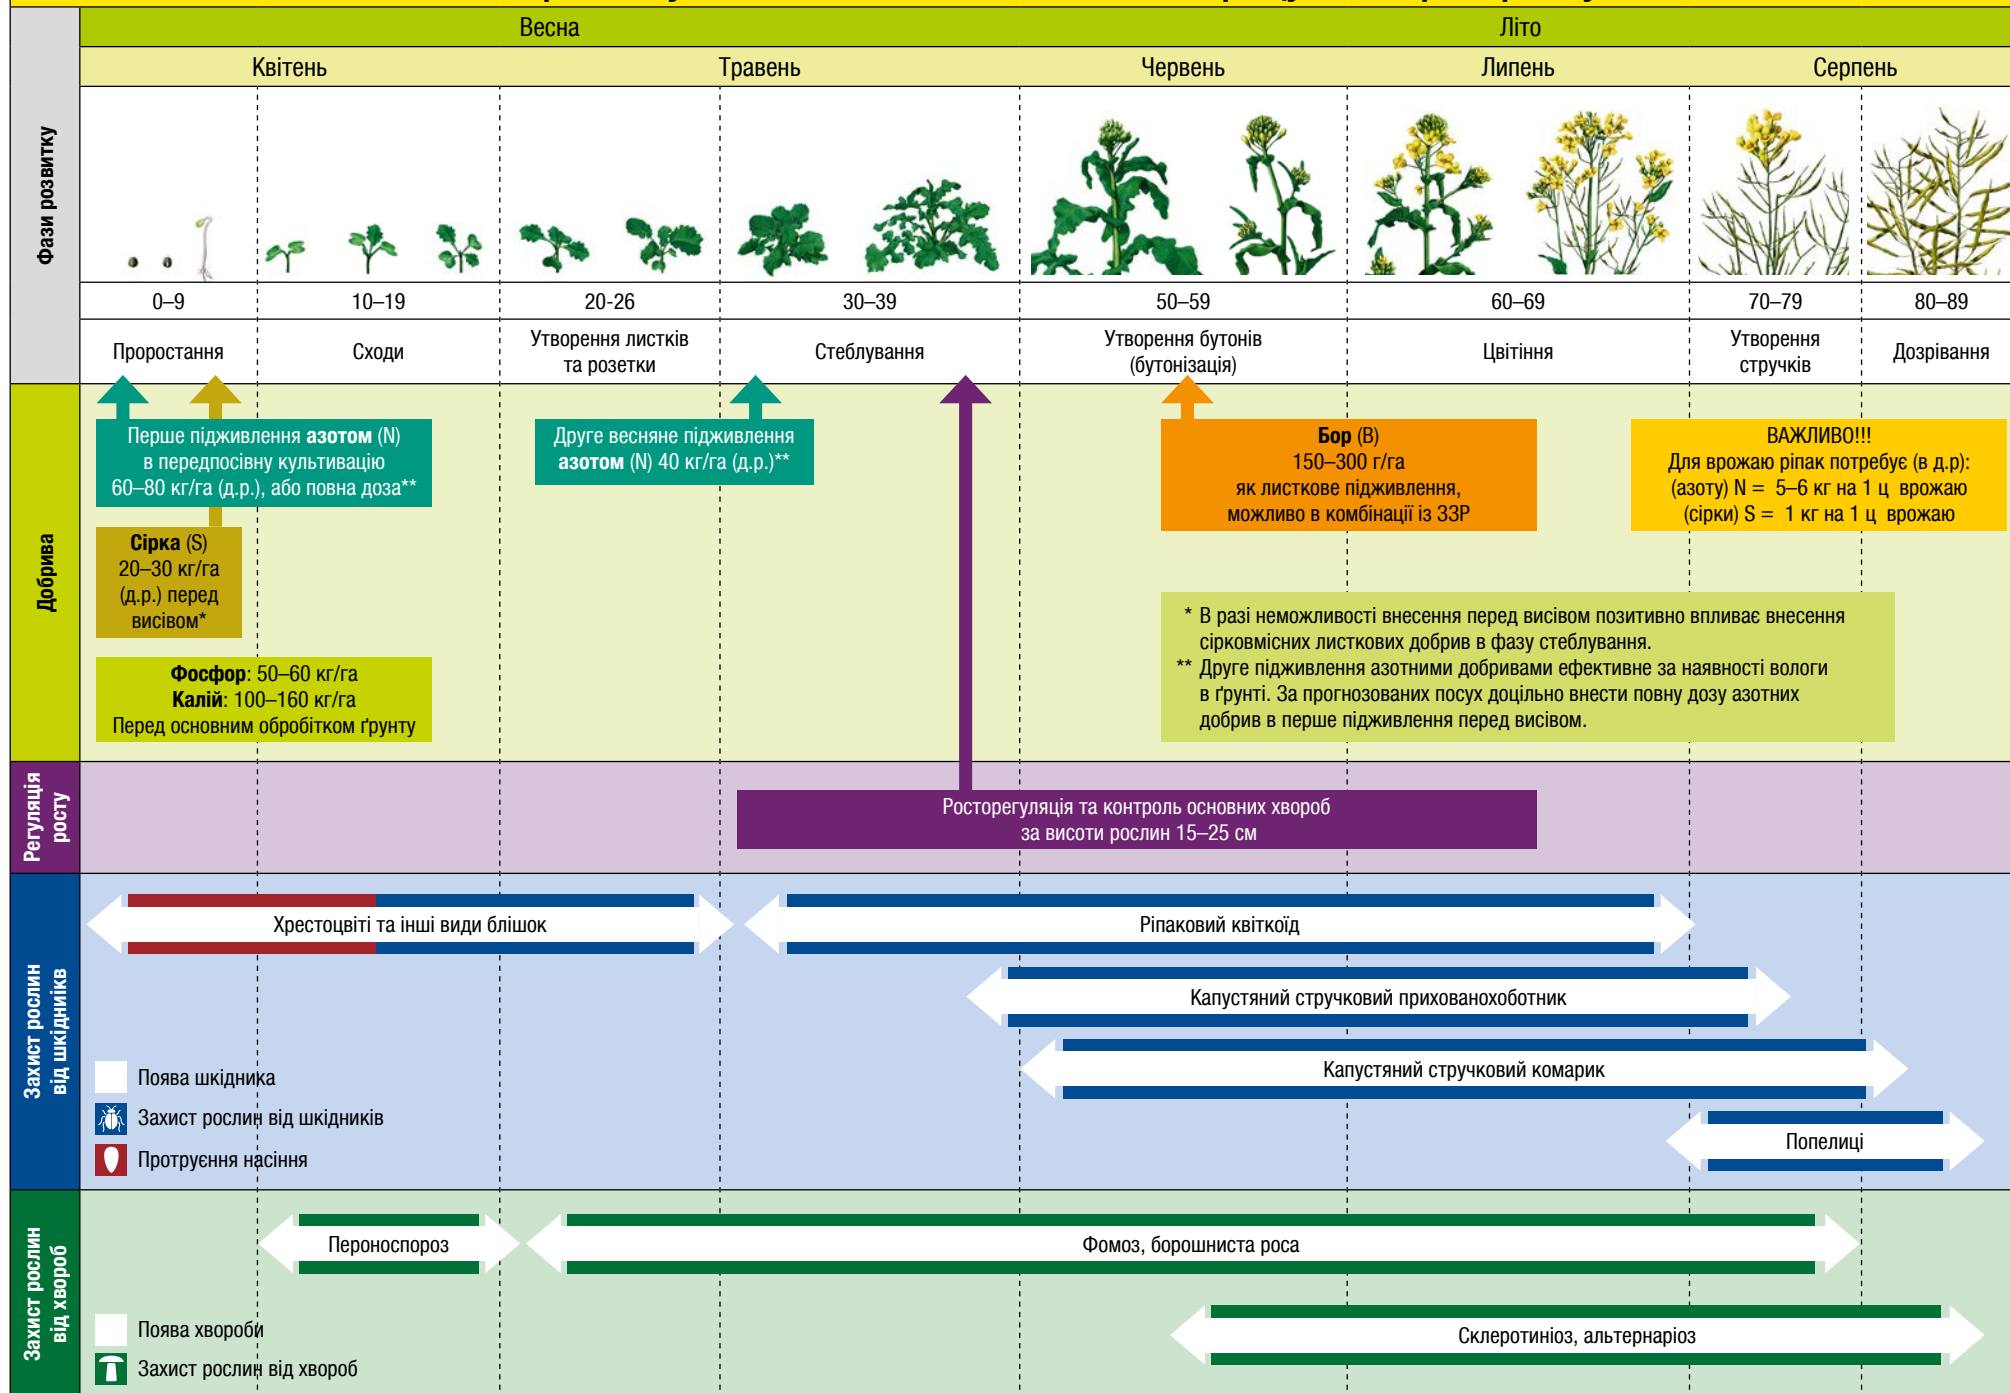 Весна
Літо
Квітень
Травень
Червень
Липень
Серпень
Фази розвитку
0–9
10–19
20-26
30–39
50–59
60–69
70–79
80–89
Проростання
Сходи
Утворення листків
та розетки
Стеблування
Утворення бутонів
(бутонізація)
Цвітіння
Утворення
стручків
Дозрівання
Добрива
Перше підживлення азотом (N)
в передпосівну культивацію
60–80 кг/га (д.р.), або повна доза**
Друге весняне підживлення
азотом (N) 40 кг/га (д.р.)**
Бор (B)
150–300 г/га
як листкове підживлення,
можливо в комбінації із ЗЗР
ВАЖЛИВО!!!
Для врожаю ріпак потребує (в д.р):
(азоту) N = 5–6 кг на 1 ц врожаю
(сірки) S = 1 кг на 1 ц врожаю
Сірка (S)
20–30 кг/га
(д.р.) перед
висівом*
* В разі неможливості внесення перед висівом позитивно впливає внесення
сірковмісних листкових добрив в фазу стеблування.
** Друге підживлення азотними добривами ефективне за наявності вологи
в ґрунті. За прогнозованих посух доцільно внести повну дозу азотних
добрив в перше підживлення перед висівом.
Фосфор: 50–60 кг/га
Калій: 100–160 кг/га
Перед основним обробітком ґрунту
Регуляція
росту
Росторегуляція та контроль основних хвороб
за висоти рослин 15–25 см
Захист рослин
від шкідниікв
Хрестоцвіті та інші види блішок
Ріпаковий квіткоїд
Капустяний стручковий прихованохоботник
Капустяний стручковий комарик
Попелиці
Поява шкідника
Захист рослин від шкідників
Протруєння насіння
Захист рослин
від хвороб
Пероноспороз
Фомоз, борошниста роса
Склеротиніоз, альтернаріоз
Поява хвороби
Захист рослин від хвороб